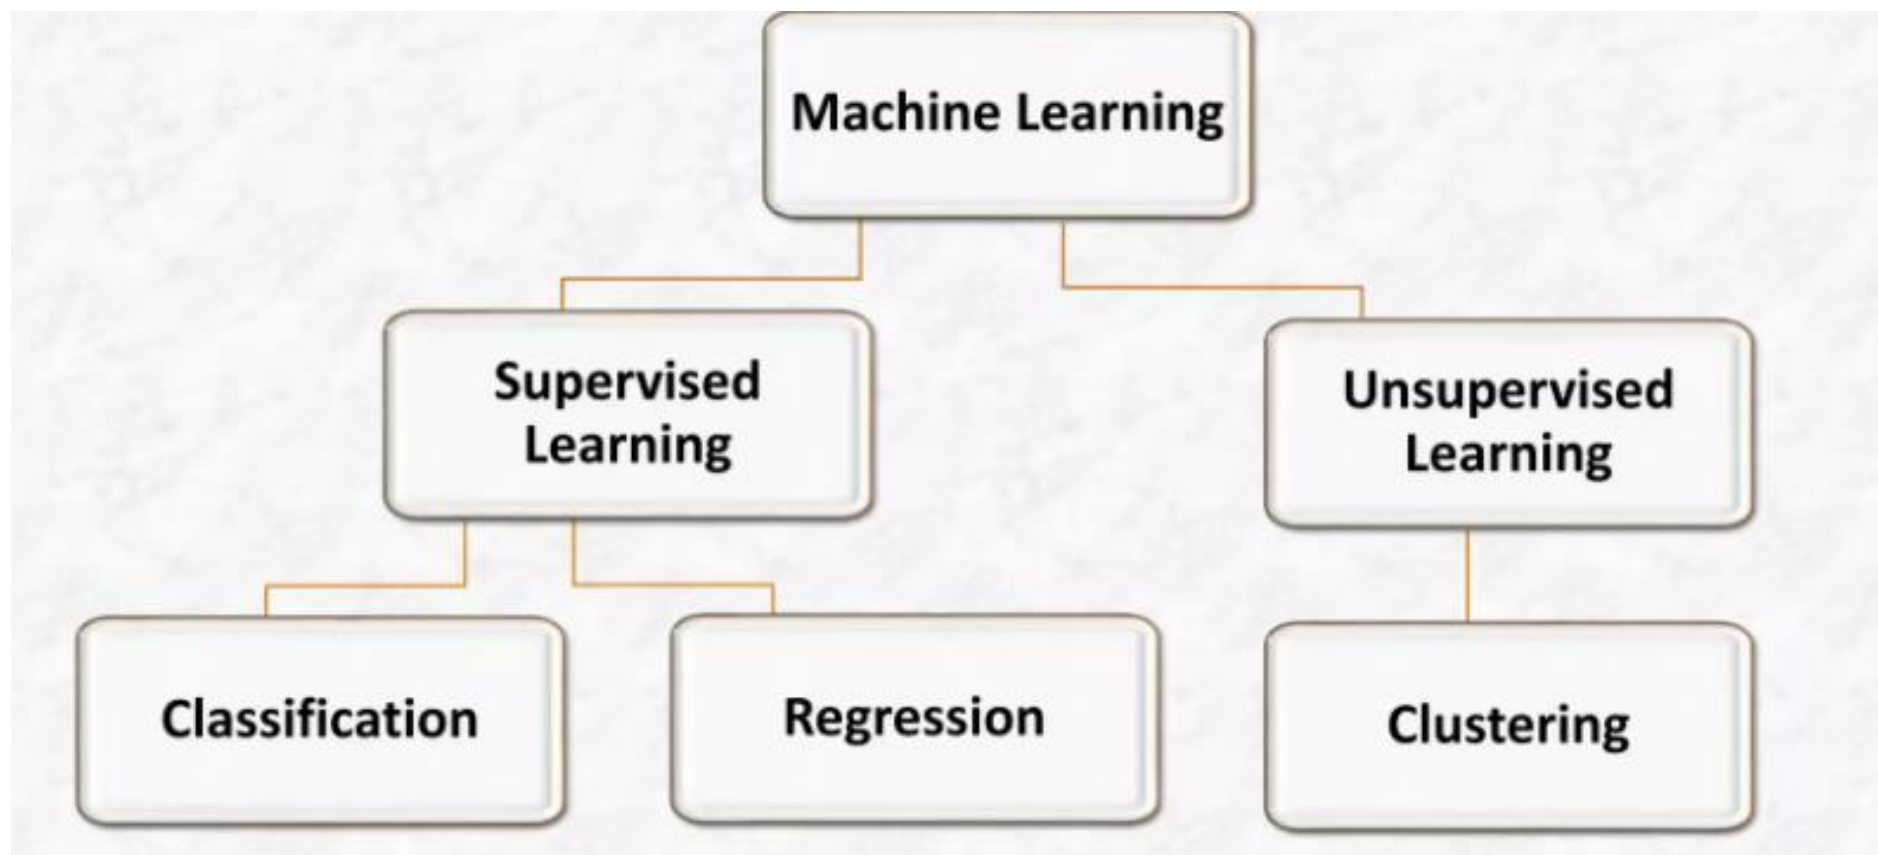 Machine Learning
Supervised
Learning
Unsupervised
Learning
Classification
Regression
Clustering